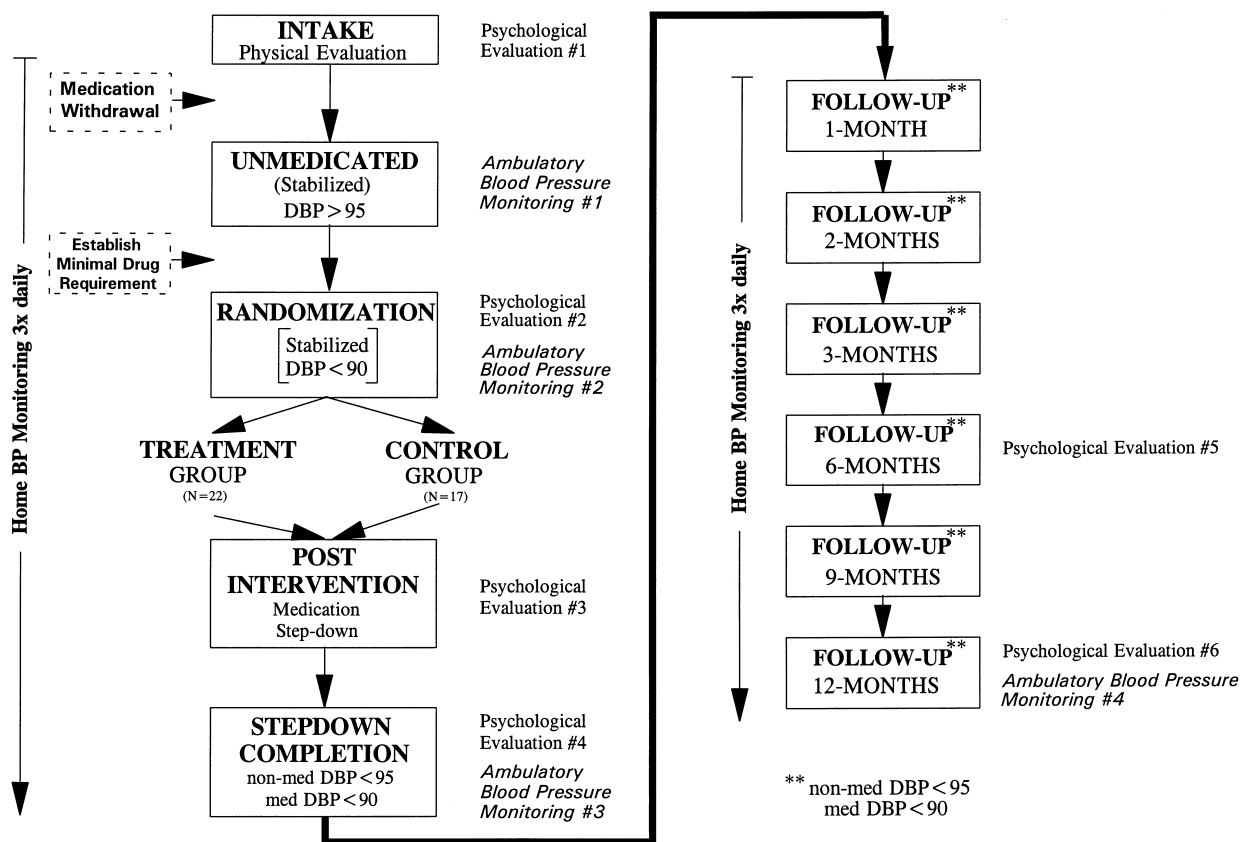 INTAKE
Physical Evaluation
Psychological
Evaluation #1
Medication
Withdrawal
UNMEDICATED
(Stabilized)
DBP > 95
Ambulatory
Blood Pressure
Monitoring #1
Establish
Minimal Drug
Requirement
RANDOMIZATION
Stabilized
DBP < 90
Psychological
Evaluation #2
Ambulatory
Blood Pressure
Monitoring #2
TREATMENT
GROUP
(N=22)
CONTROL
GROUP
(N=17)
POST
INTERVENTION
Medication
Step-down
Psychological
Evaluation #3
STEPDOWN
COMPLETION
non-med DBP < 95
med DBP < 90
Psychological
Evaluation #4
Ambulatory
Blood Pressure
Monitoring #3
Home BP Monitoring 3x daily
FOLLOW-UP**
1-MONTH
FOLLOW-UP**
2-MONTHS
FOLLOW-UP**
3-MONTHS
FOLLOW-UP**
6-MONTHS
Psychological Evaluation #5
FOLLOW-UP**
9-MONTHS
FOLLOW-UP**
12-MONTHS
Psychological Evaluation #6
Ambulatory Blood Pressure
Monitoring #4
Home BP Monitoring 3x daily
** non-med DBP < 95
med DBP < 90